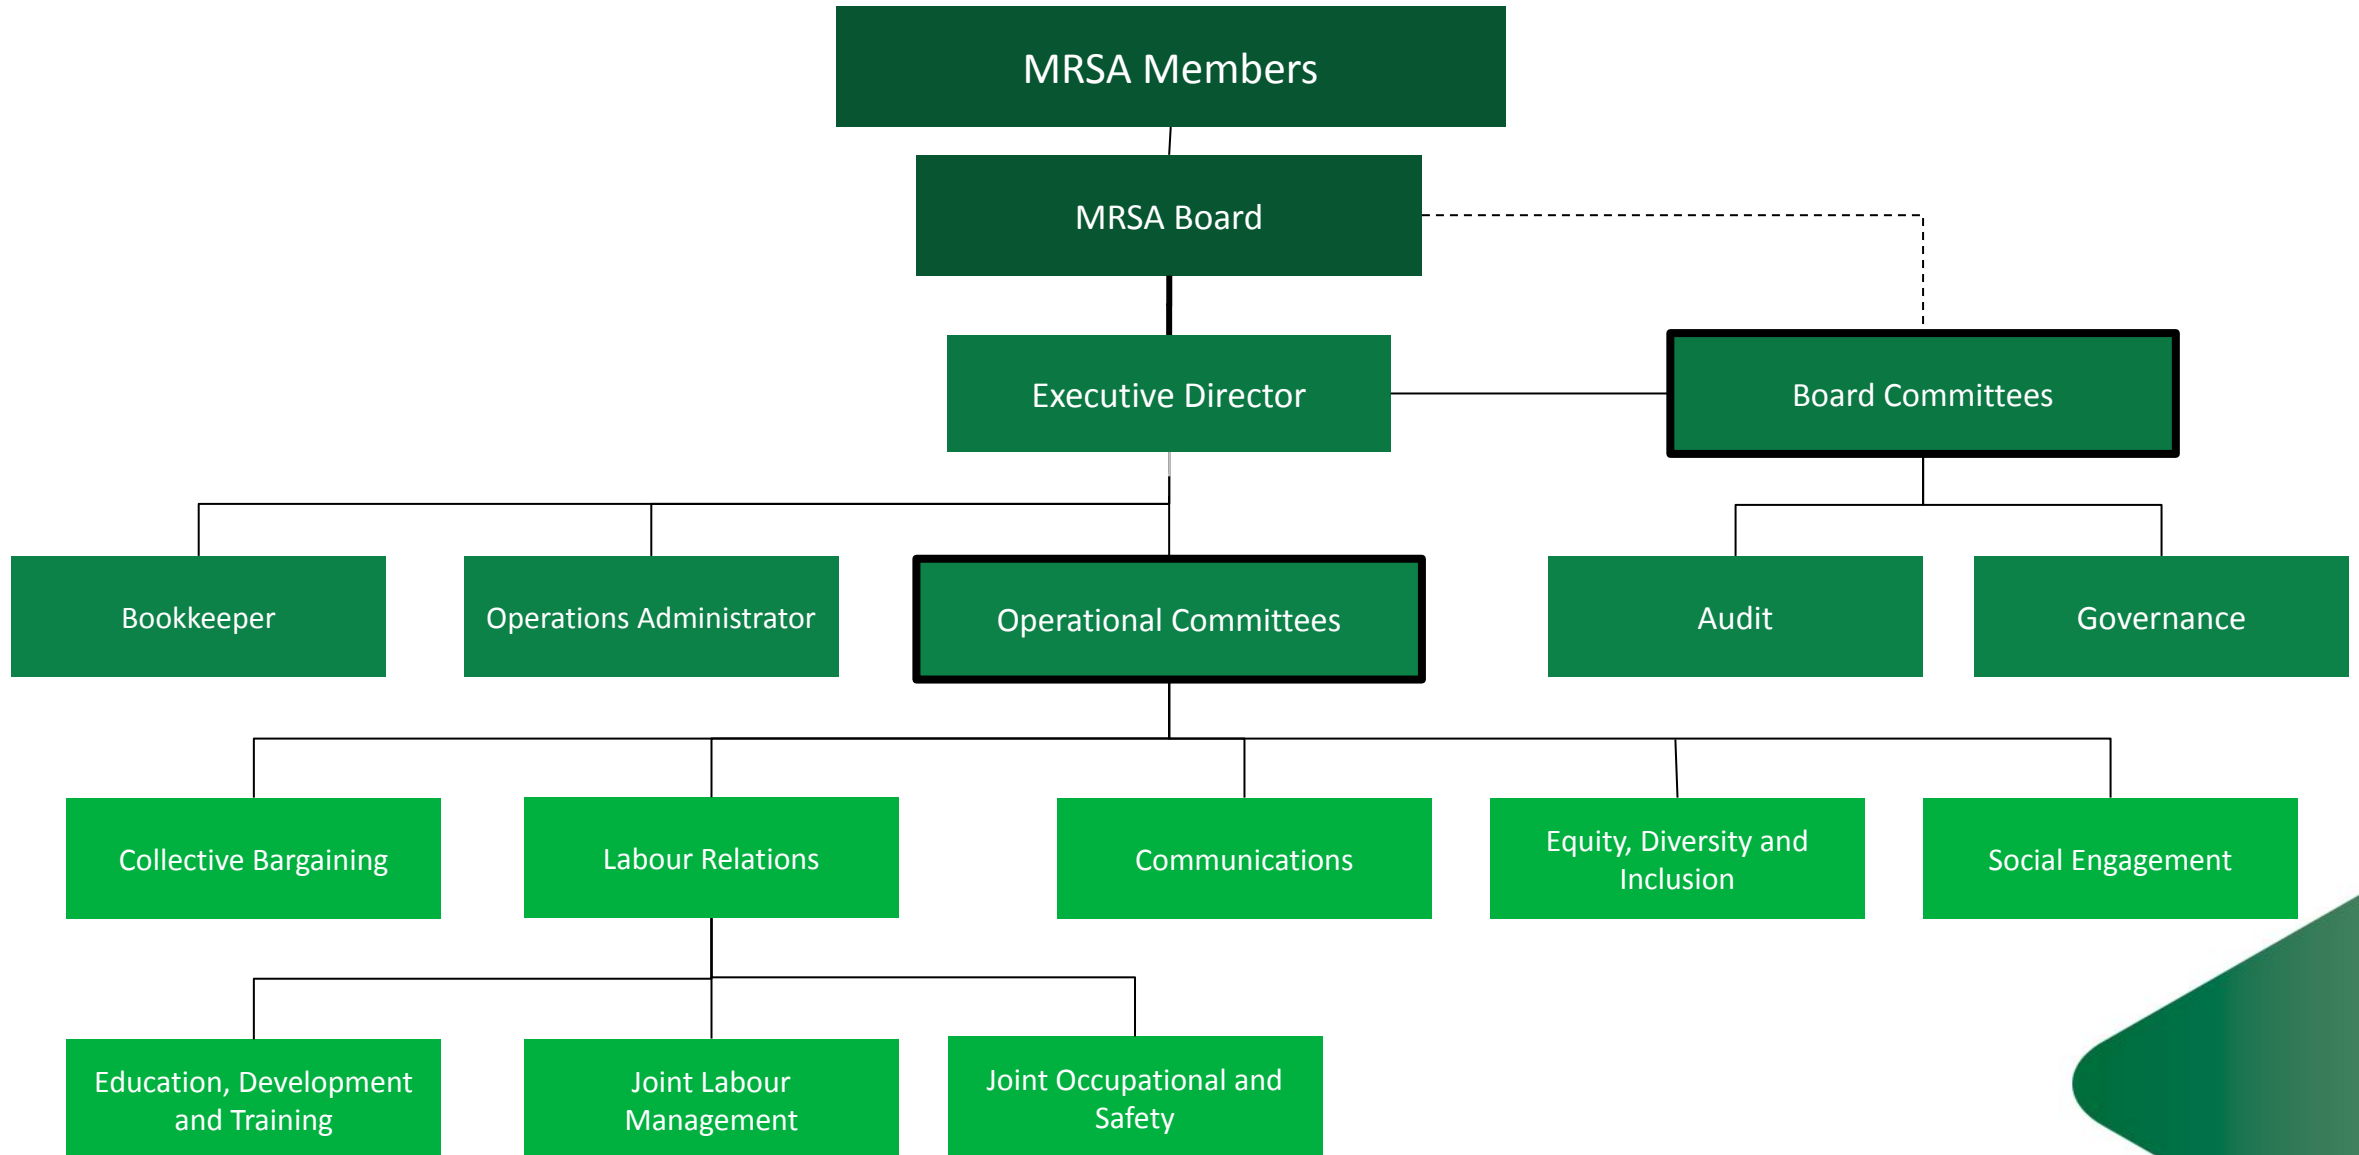 MRSA Members
MRSA Board
Executive Director
Board Committees
Bookkeeper
Operations Administrator
Operational Committees
Audit
Governance
Collective Bargaining
Labour Relations
Communications
Equity, Diversity and
Inclusion
Social Engagement
Education, Development
and Training
Joint Labour
Management
Joint Occupational and
Safety